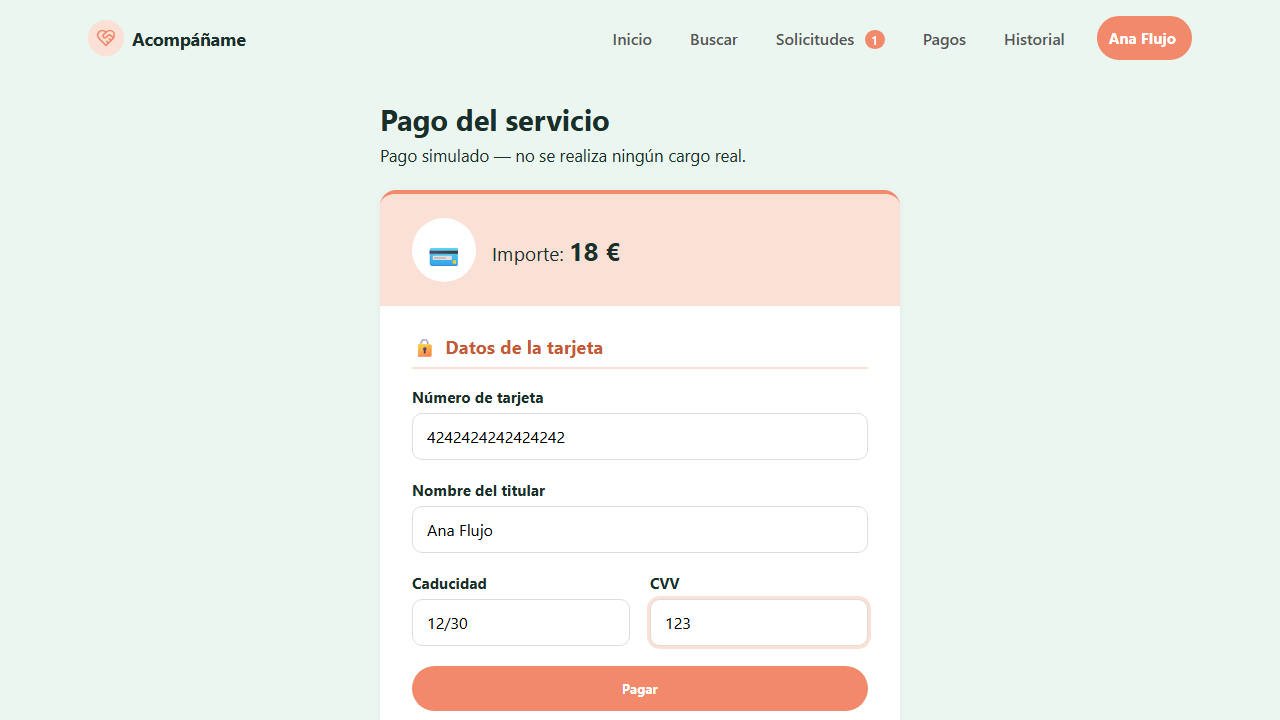 Acompáñame
Inicio
Buscar
Solicitudes 1
Pagos
Historial
Ana Flujo
Pago del servicio
Pago simulado — no se realiza ningún cargo real.
Importe: 18 €
Datos de la tarjeta
Número de tarjeta
4242424242424242
Nombre del titular
Ana Flujo
Caducidad
CVV
12/30
123
Pagar